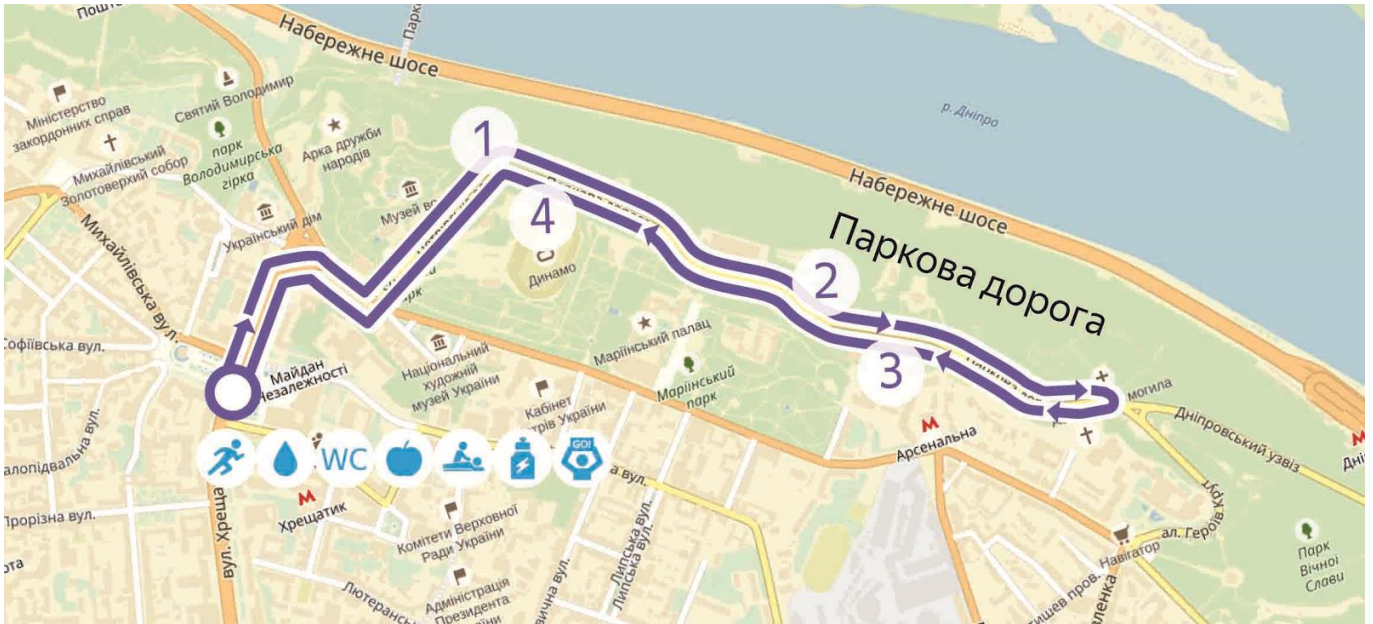 Набережне шосе
Міністерство
закордонних справ
Святий Володимир
Михайлівський
Золотоверхий собор
парк
Володимирська
гірка
Арка дружби
народів
Український дім
Михайлівська вул.
1
4
Динамо
р. Дніпро
Набережне шосе
Паркова дорога
2
3
Майдан
Незалежності
Національний
художній
музей України
Маріїнський палац
Маріїнський
парк
Кабінет
України
Арсенальна
могила
Дніпровський узвіз
WC
GO!
Хрещатик
Прорізна вул.
Комітети Верховної
Ради України
Адміністрація
Президента
Липська вул.
Липська вул.
ал. Героїв Крут
Навігатор
Парк
Вічної
Слави